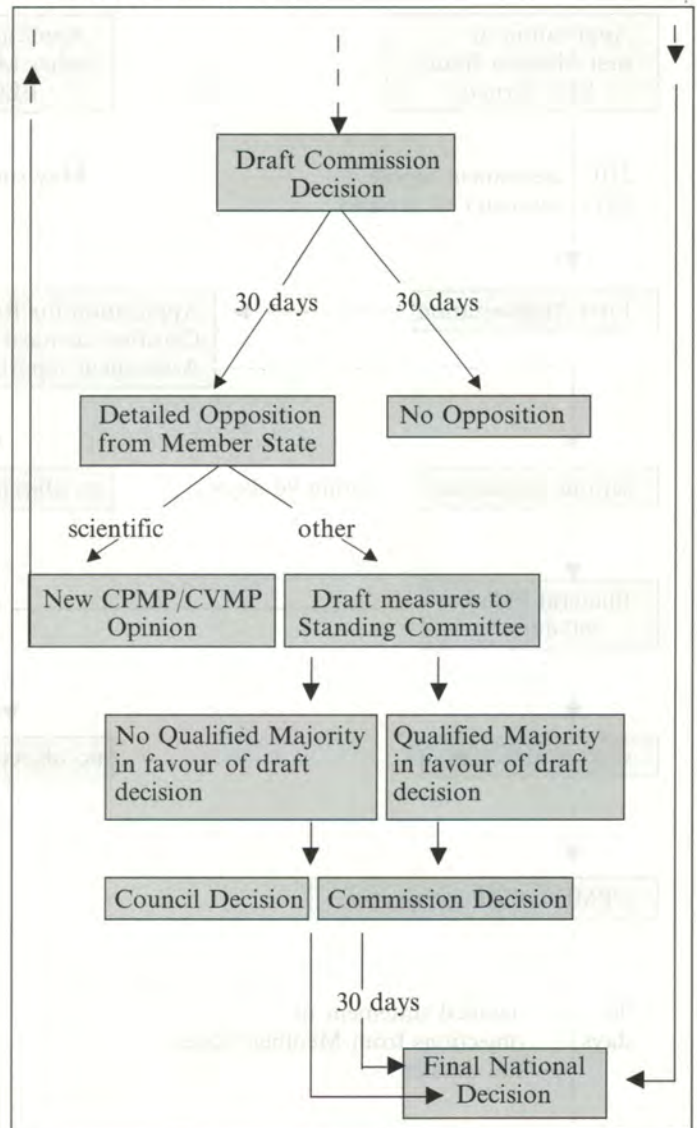 Draft Commission
Decision
30 days
30 days
Detailed Opposition
from Member State
No Opposition
scientific
other
New CPMP/CVMP
Opinion
Draft measures to
Standing Committee
No Qualified Majority
in favour of draft
decision
Qualified Majority
in favour of draft
decision
Council Decision
Commission Decision
30 days
Final National
Decision